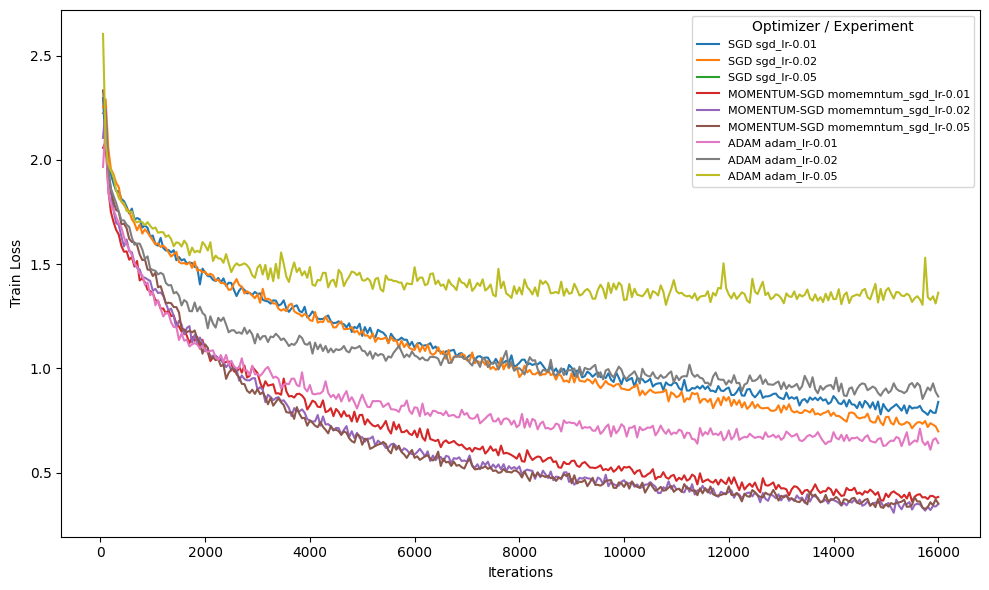 Optimizer / Experiment
SGD sgd_lr-0.01
SGD sgd_lr-0.02
SGD sgd_lr-0.05
MOMENTUM-SGD momemntum_sgd_lr-0.01
MOMENTUM-SGD momemntum_sgd_lr-0.02
MOMENTUM-SGD momemntum_sgd_lr-0.05
ADAM adam_lr-0.01
ADAM adam_lr-0.02
ADAM adam_lr-0.05
Train Loss
2.5
2.0
1.5
1.0
0.5
0 2000 4000 6000 8000 10000 12000 14000 16000
Iterations